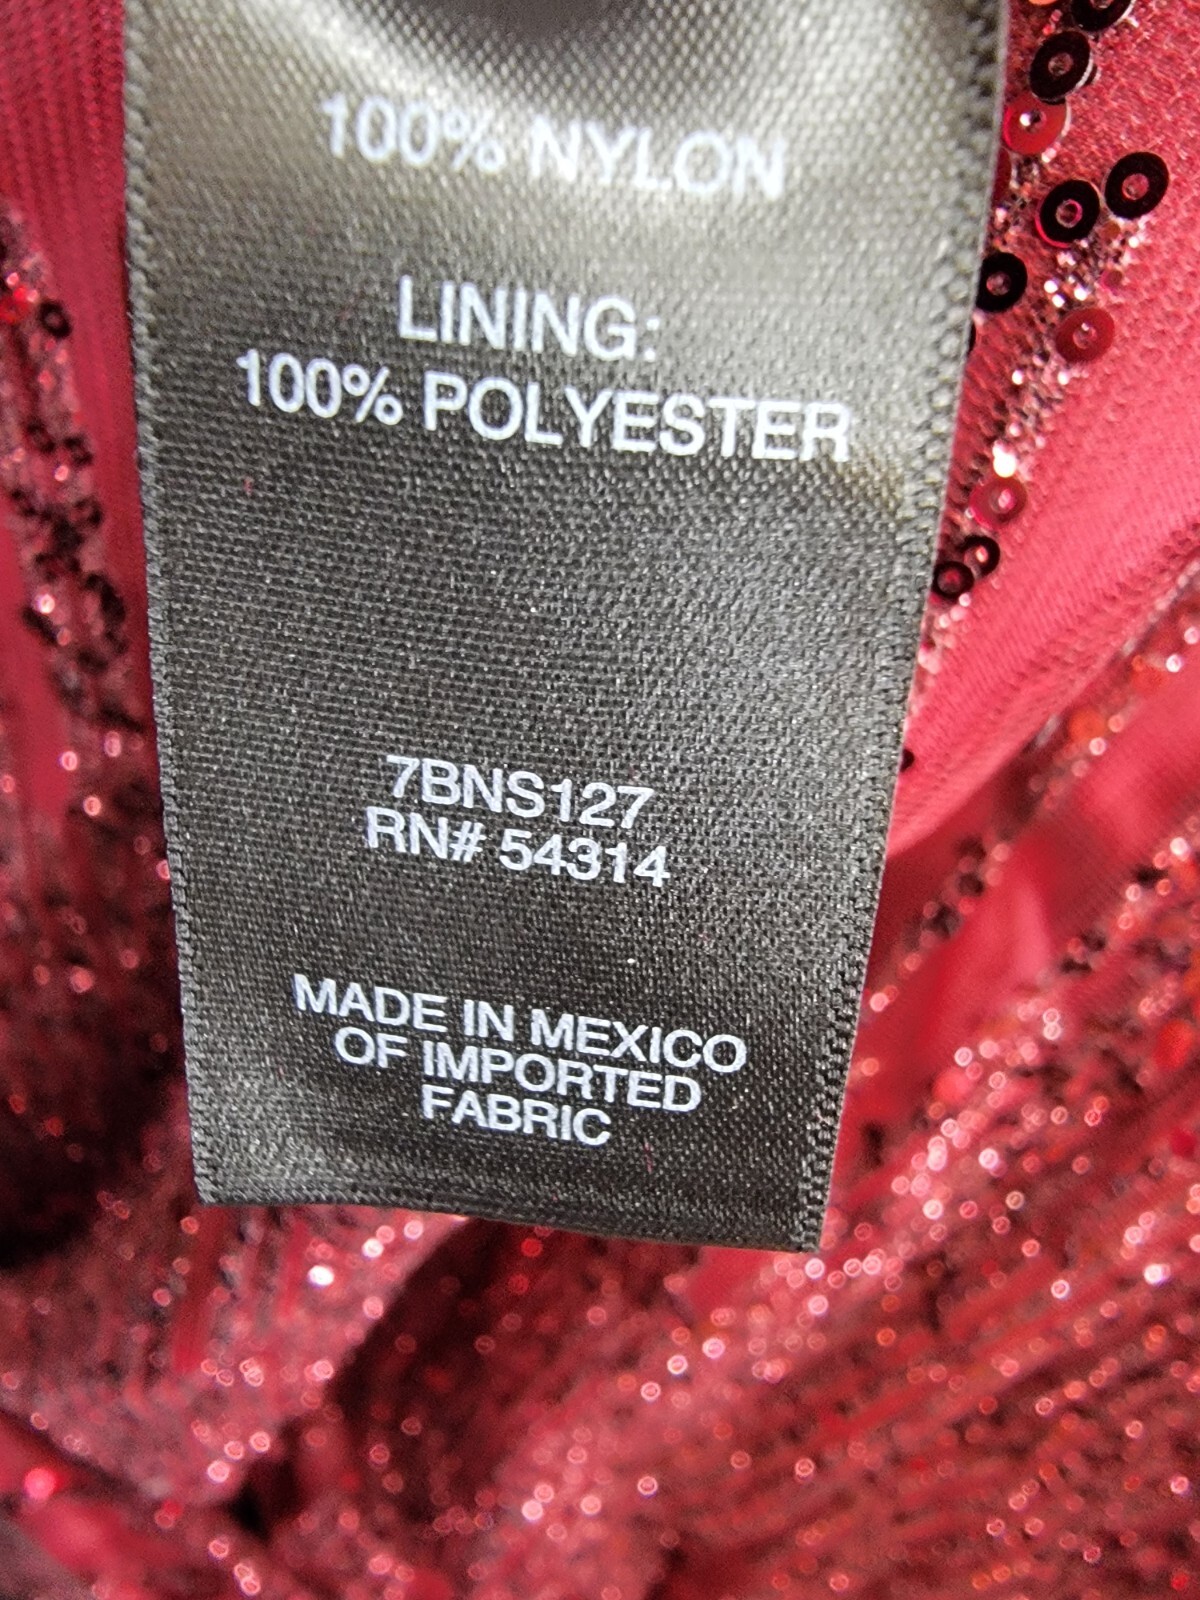 100% NYLON
LINING:
100% POLYESTER
7BNS127
RN# 54314
MADE IN MEXICO
OF IMPORTED
FABRIC